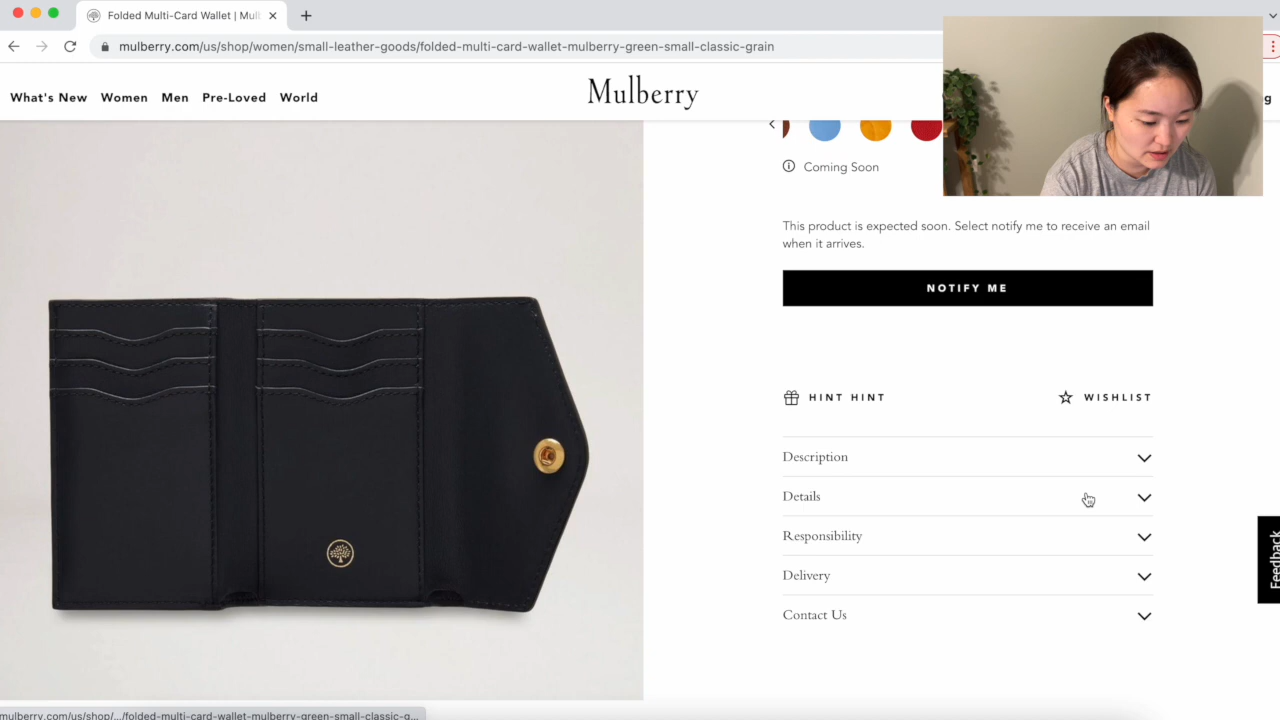 Folded Multi-Card Wallet | Mul
mulberry.com/us/shop/women/small-leather-goods/folded-multi-card-wallet-mulberry-green-small-classic-grain
What's New Women Men Pre-Loved World
Mulberry
g
Coming Soon
This product is expected soon. Select notify me to receive an email
when it arrives.
NOTIFY ME
HINT HINT
WISHLIST
Description
Details
Responsibility
Delivery
Contact Us
Feedback
mulberry.com/us/shop/.../folded-multi-card-wallet-mulberry-green-small-classic-g...